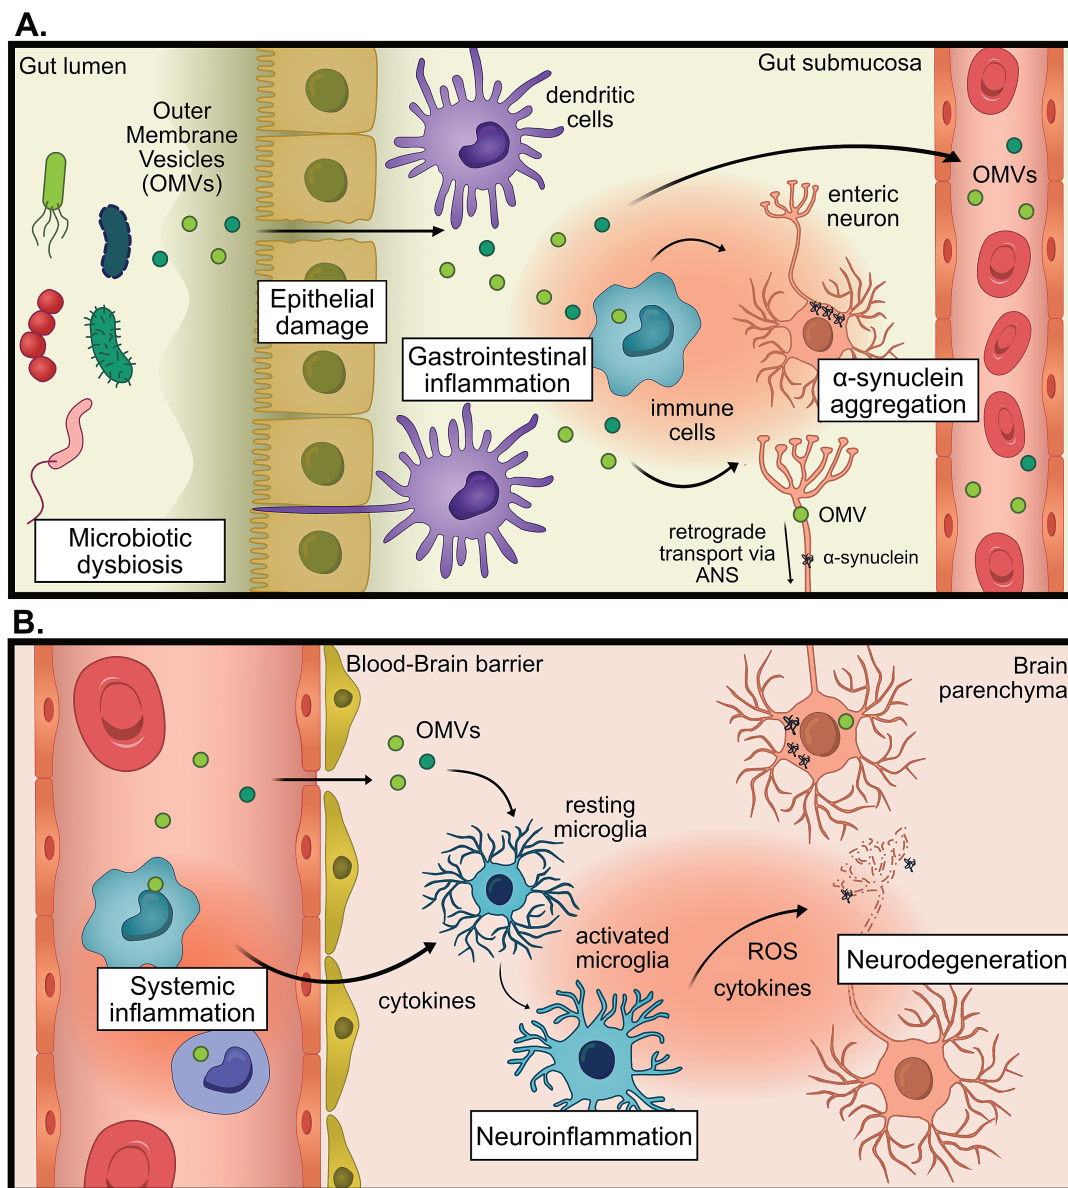 A.
Gut lumen
Gut submucosa
Outer
Membrane
Vesicles
(OMVs)
dendritic
cells
OMVs
enteric
neuron
Epithelial
damage
Gastrointestinal
inflammation
α-synuclein
aggregation
immune
cells
Microbiotic
dysbiosis
OMV
retrograde
transport via
ANS
α-synuclein
B.
Blood-Brain barrier
Brain
parenchyma
OMVs
resting
microglia
activated
microglia
ROS
cytokines
Neurodegeneration
Systemic
inflammation
cytokines
Neuroinflammation